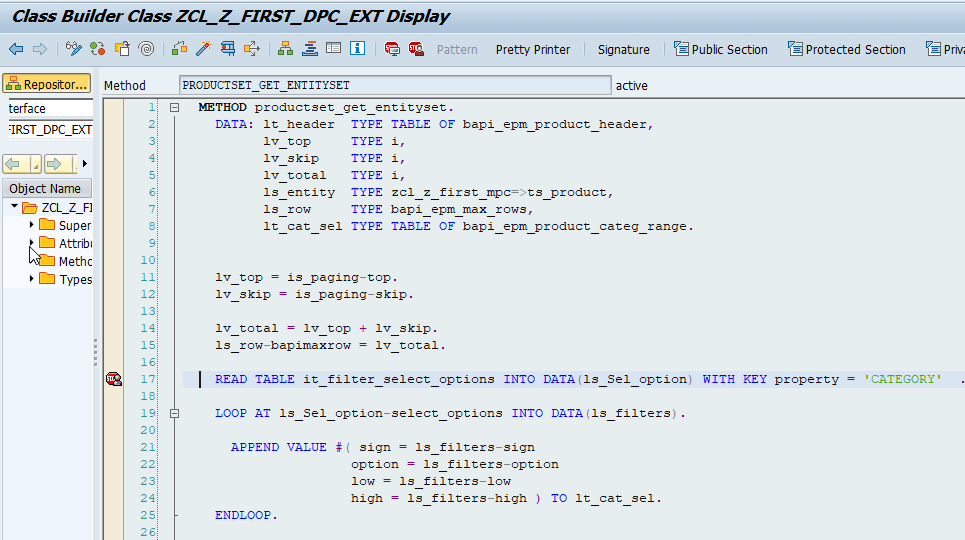 Class Builder Class ZCL_Z_FIRST_DPC_EXT Display
Pattern Pretty Printer Signature Public Section Protected Section Priva
Repositor... Method PRODUCTSET_GET_ENTITYSET active
terface
FIRST_DPC_EXT
Object Name
ZCL_Z_FI
Super
Attribu
Metho
Types
1 METHOD productset_get_entityset.
2 DATA: lt_header TYPE TABLE OF bapi_epm_product_header,
3 lv_top TYPE i,
4 lv_skip TYPE i,
5 lv_total TYPE i,
6 ls_entity TYPE zcl_z_first_mpc=>ts_product,
7 ls_row TYPE bapi_epm_max_rows,
8 lt_cat_sel TYPE TABLE OF bapi_epm_product_categ_range.
9
10
11 lv_top = is_paging-top.
12 lv_skip = is_paging-skip.
13
14 lv_total = lv_top + lv_skip.
15 ls_row-bapimaxrow = lv_total.
16
17 READ TABLE it_filter_select_options INTO DATA(ls_Sel_option) WITH KEY property = 'CATEGORY' .
18
19 LOOP AT ls_Sel_option-select_options INTO DATA(ls_filters).
20
21 APPEND VALUE #( sign = ls_filters-sign
22 option = ls_filters-option
23 low = ls_filters-low
24 high = ls_filters-high ) TO lt_cat_sel.
25 ENDLOOP.
26